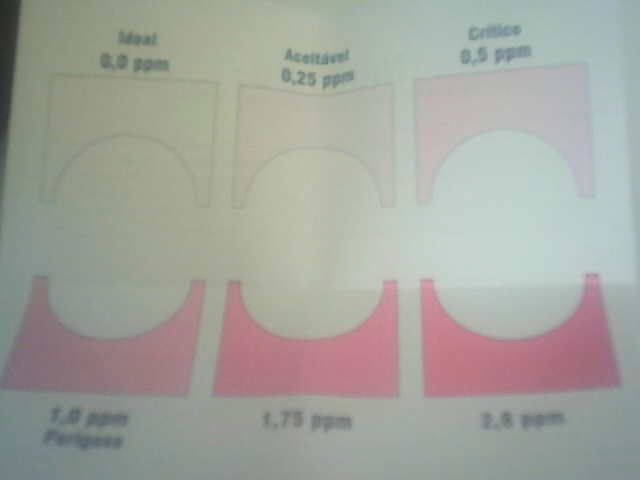 Ideal
0,0 ppm
Aceitável
0,25 ppm
Crítico
0,5 ppm
1,0 ppm
Perigoso
1,75 ppm
2,8 ppm